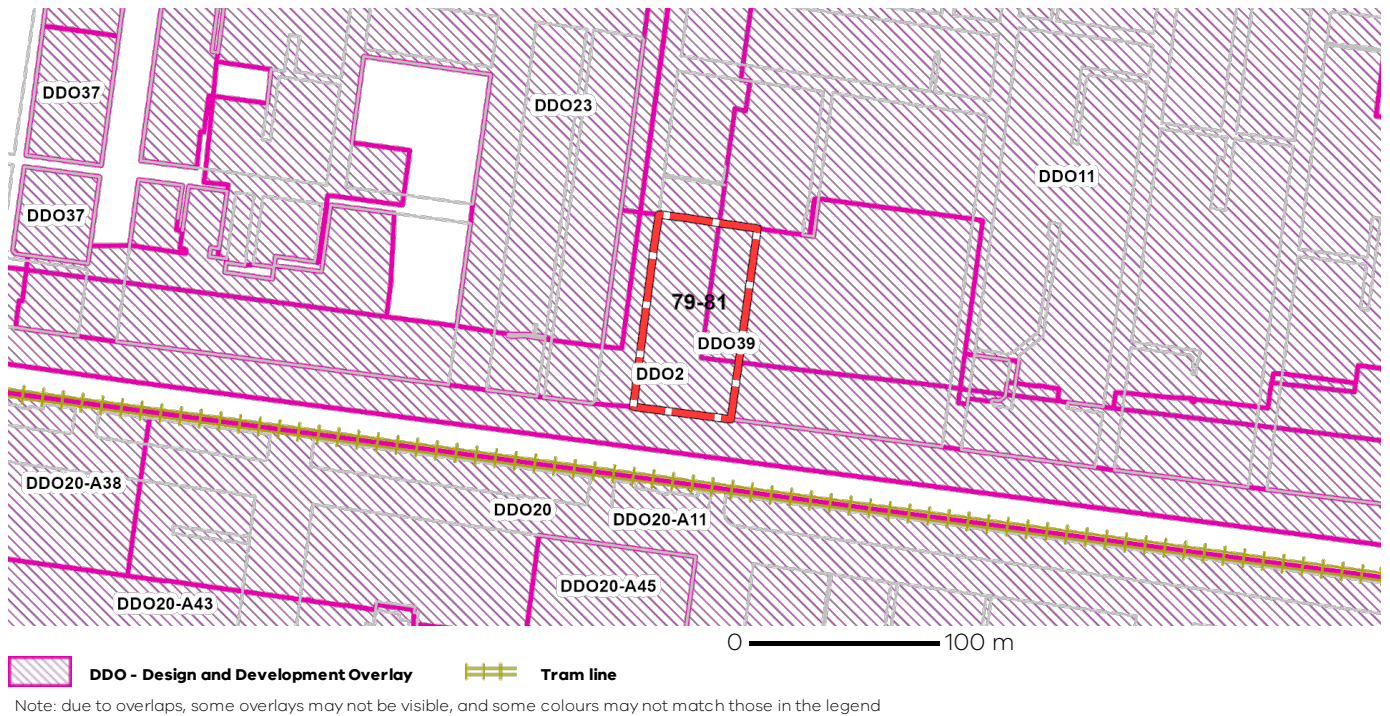 DDO37
DDO23
DDO11
DDO37
79-81
DDO39
DDO2
DDO20-A38
DDO20
DDO20-A11
DDO20-A45
DDO20-A43
0 100 m
DDO - Design and Development Overlay Tram line
Note: due to overlaps, some overlays may not be visible, and some colours may not match those in the legend